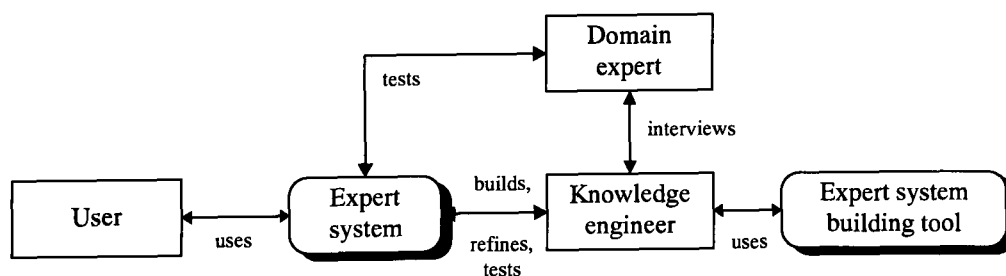 Domain
expert
tests
interviews
User
uses
Expert
system
builds,
refines,
tests
Knowledge
engineer
uses
Expert system
building tool